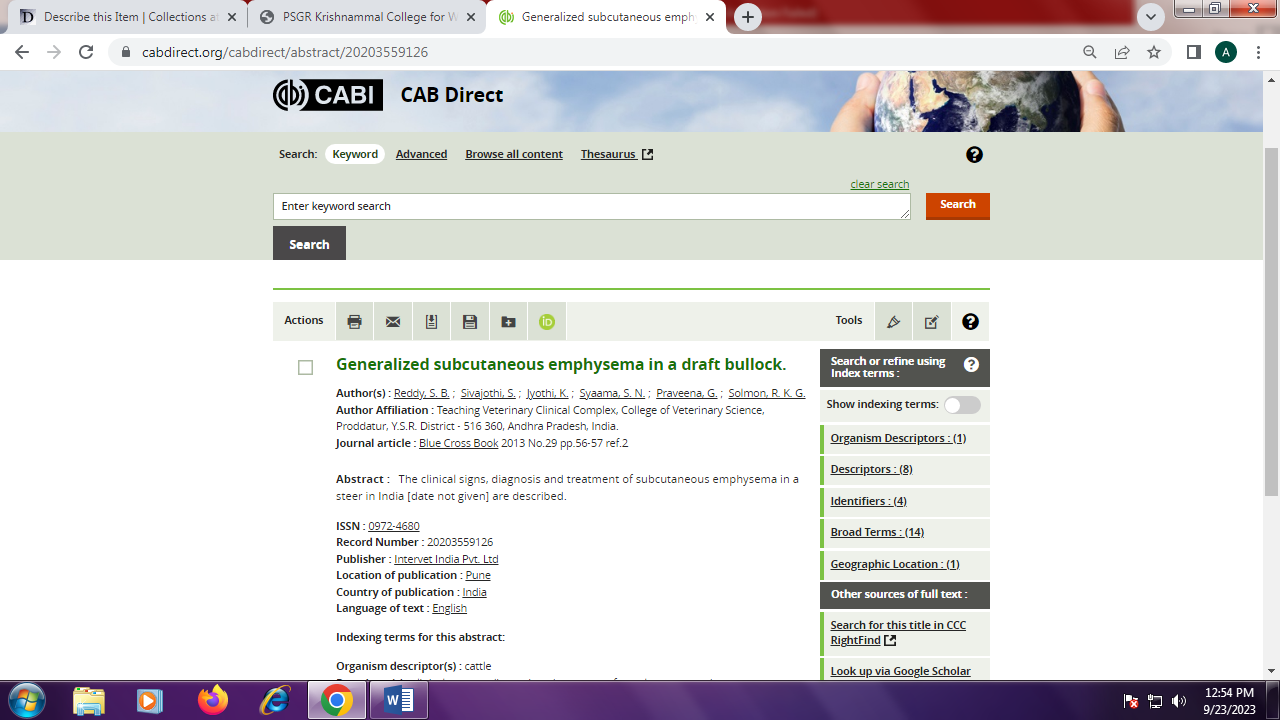 Describe this Item | Collections at
PSGR Krishnammal College for W
Generalized subcutaneous emph
cabdirect.org/cabdirect/abstract/20203559126
A
CABI CAB Direct
Search: Keyword Advanced Browse all content Thesaurus
clear search
Enter keyword search
Search
Search
Actions
iD
Tools
Generalized subcutaneous emphysema in a draft bullock.
Author(s) : Reddy, S. B. ; Sivajothi, S. ; Jyothi, K. ; Syaama, S. N. ; Praveena, G. ; Solmon, R. K. G.
Author Affiliation : Teaching Veterinary Clinical Complex, College of Veterinary Science,
Proddatur, Y.S.R. District - 516 360, Andhra Pradesh, India.
Journal article : Blue Cross Book 2013 No.29 pp.56-57 ref.2
Abstract : The clinical signs, diagnosis and treatment of subcutaneous emphysema in a
steer in India [date not given] are described.
ISSN : 0972-4680
Record Number : 20203559126
Publisher : Intervet India Pvt. Ltd
Location of publication : Pune
Country of publication : India
Language of text : English
Indexing terms for this abstract:
Organism descriptor(s) : cattle
Search or refine using
Index terms :
Show indexing terms:
Organism Descriptors : (1)
Descriptors : (8)
Identifiers : (4)
Broad Terms : (14)
Geographic Location : (1)
Other sources of full text :
Search for this title in CCC
RightFind
Look up via Google Scholar
12:54 PM
9/23/2023